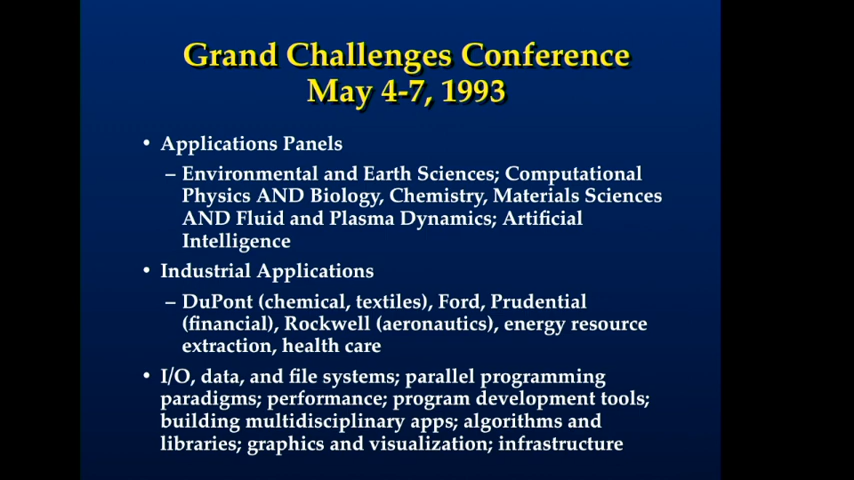 Grand Challenges Conference
May 4-7, 1993
• Applications Panels
– Environmental and Earth Sciences; Computational
Physics AND Biology, Chemistry, Materials Sciences
AND Fluid and Plasma Dynamics; Artificial
Intelligence
• Industrial Applications
– DuPont (chemical, textiles), Ford, Prudential
(financial), Rockwell (aeronautics), energy resource
extraction, health care
• I/O, data, and file systems; parallel programming
paradigms; performance; program development tools;
building multidisciplinary apps; algorithms and
libraries; graphics and visualization; infrastructure